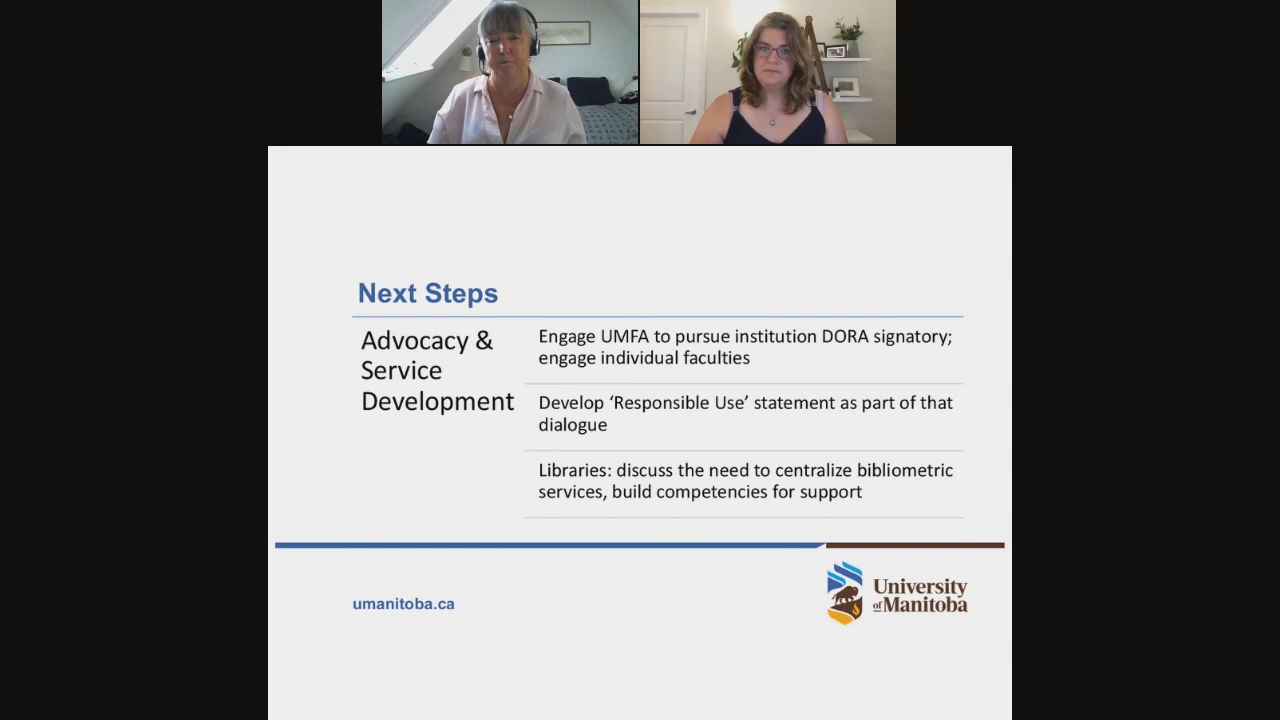 Next Steps
Advocacy &
Service
Development
Engage UMFA to pursue institution DORA signatory;
engage individual faculties
Develop ‘Responsible Use’ statement as part of that
dialogue
Libraries: discuss the need to centralize bibliometric
services, build competencies for support
umanitoba.ca
University
of Manitoba